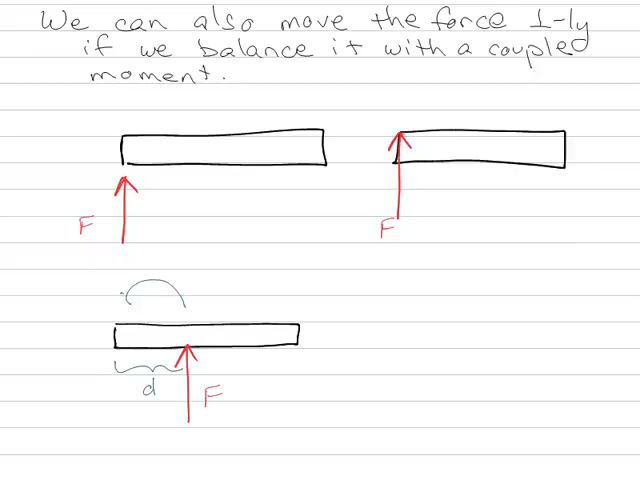 We can also move the force ⊥-ly
if we balance it with a coupled
moment.
F
F
d
F